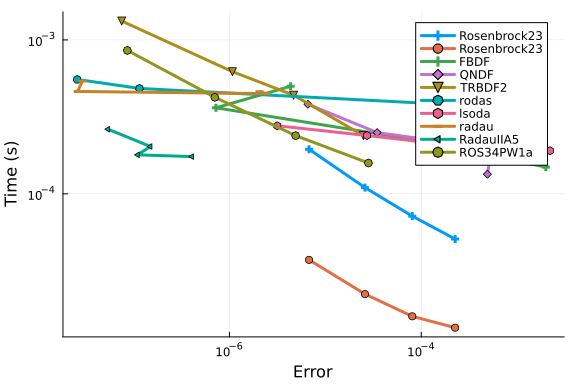 10⁻³
10⁻⁴
Time (s)
Rosenbrock23
Rosenbrock23
FBDF
QNDF
TRBDF2
rodas
lsoda
radau
RadauIIA5
ROS34PW1a
10⁻⁶
10⁻⁴
Error